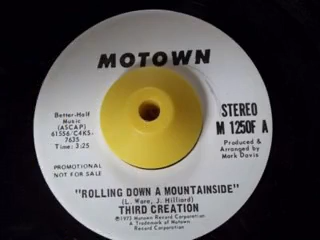 MOTOWN
Better-Half
Music
(ASCAP)
61556/C4KS-
7635
Time: 3:25
STEREO
M 1250F A
Produced &
Arranged by
Mark Davis
PROMOTIONAL
NOT FOR SALE
"ROLLING DOWN A MOUNTAINSIDE"
(L. Ware, J. Hilliard)
THIRD CREATION
©1975 Motown Record Corporation
A Trademark of Motown
Record Corporation